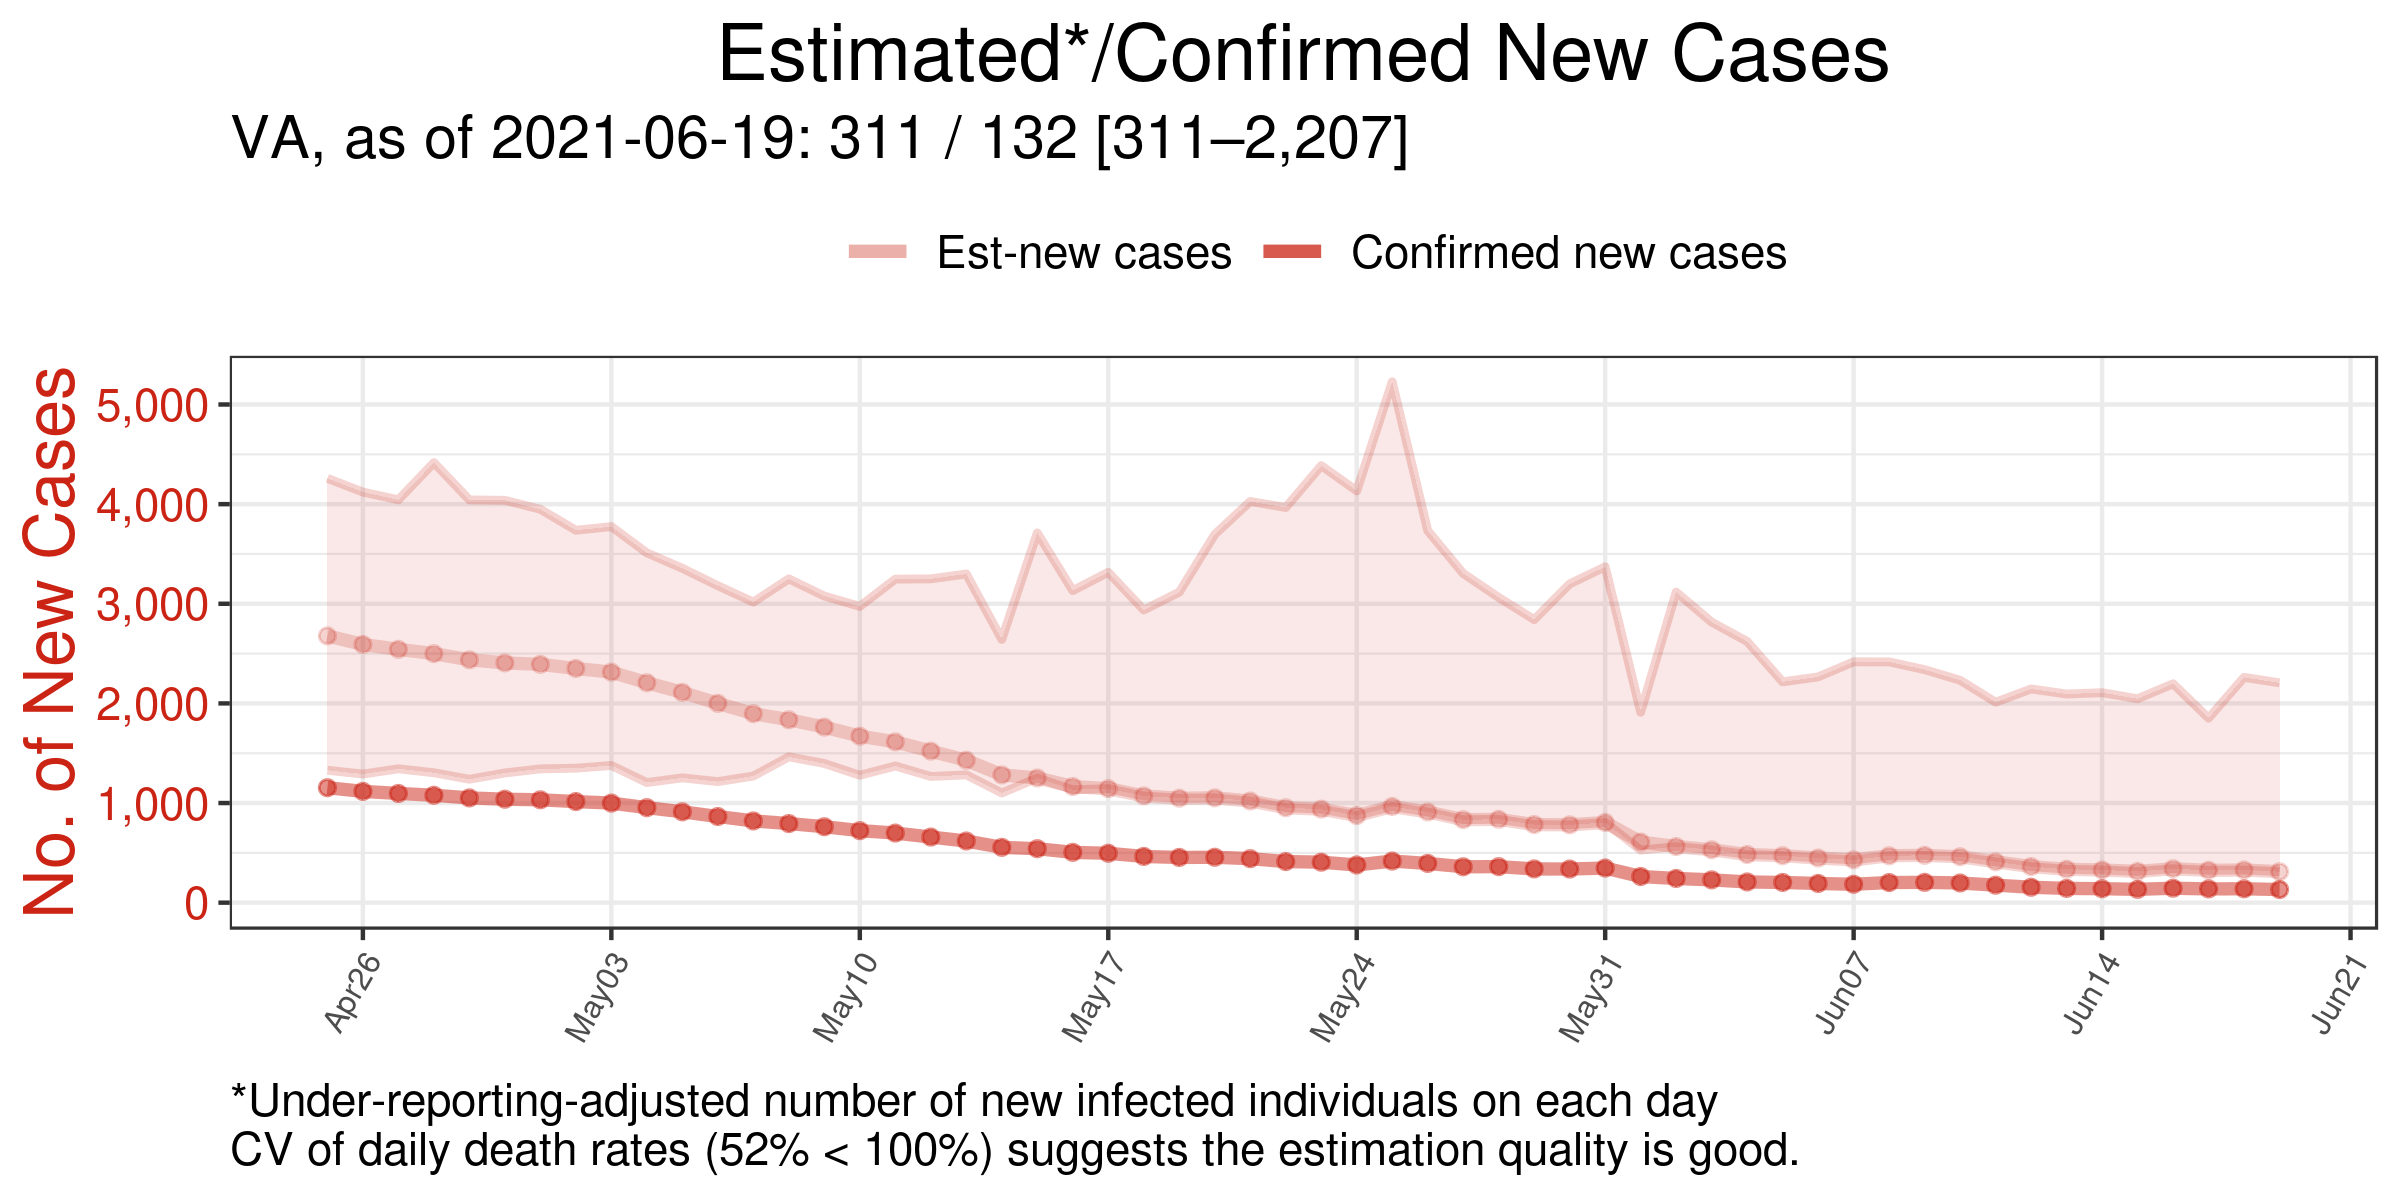 Estimated*/Confirmed New Cases
VA, as of 2021-06-19: 311 / 132 [311–2,207]
Est-new cases Confirmed new cases
No. of New Cases
5,000
4,000
3,000
2,000
1,000
0
Apr26 May03 May10 May17 May24 May31 Jun07 Jun14 Jun21
*Under-reporting-adjusted number of new infected individuals on each day
CV of daily death rates (52% < 100%) suggests the estimation quality is good.